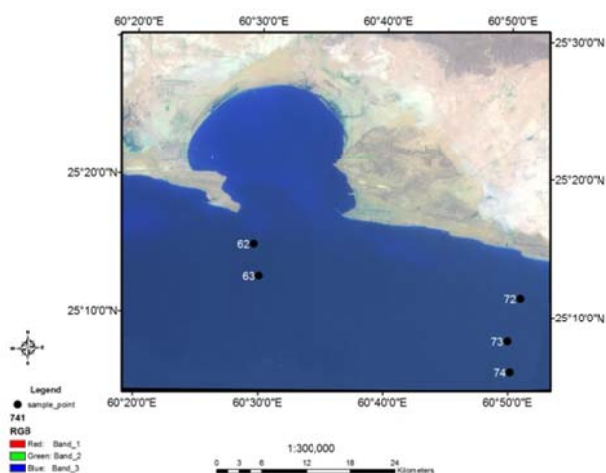 60°20'0"E 60°30'0"E 60°40'0"E 60°50'0"E
25°30'0"N
25°20'0"N 25°20'0"N
62
63
72
25°10'0"N 25°10'0"N
73
74
60°20'0"E 60°30'0"E 60°40'0"E 60°50'0"E
Legend
sample_point
741
RGB
Red: Band_1
Green: Band_2
Blue: Band_3
1:300,000
0 3 6 12 18 24
Kilometers